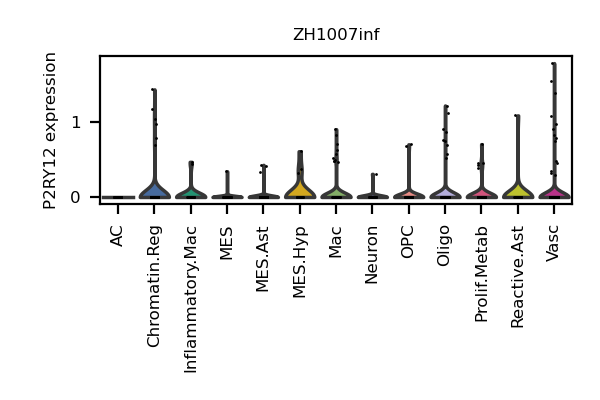 ZH1007inf
P2RY12 expression
1
0
AC
Chromatin.Reg
Inflammatory.Mac
MES
MES.Ast
MES.Hyp
Mac
Neuron
OPC
Oligo
Prolif.Metab
Reactive.Ast
Vasc